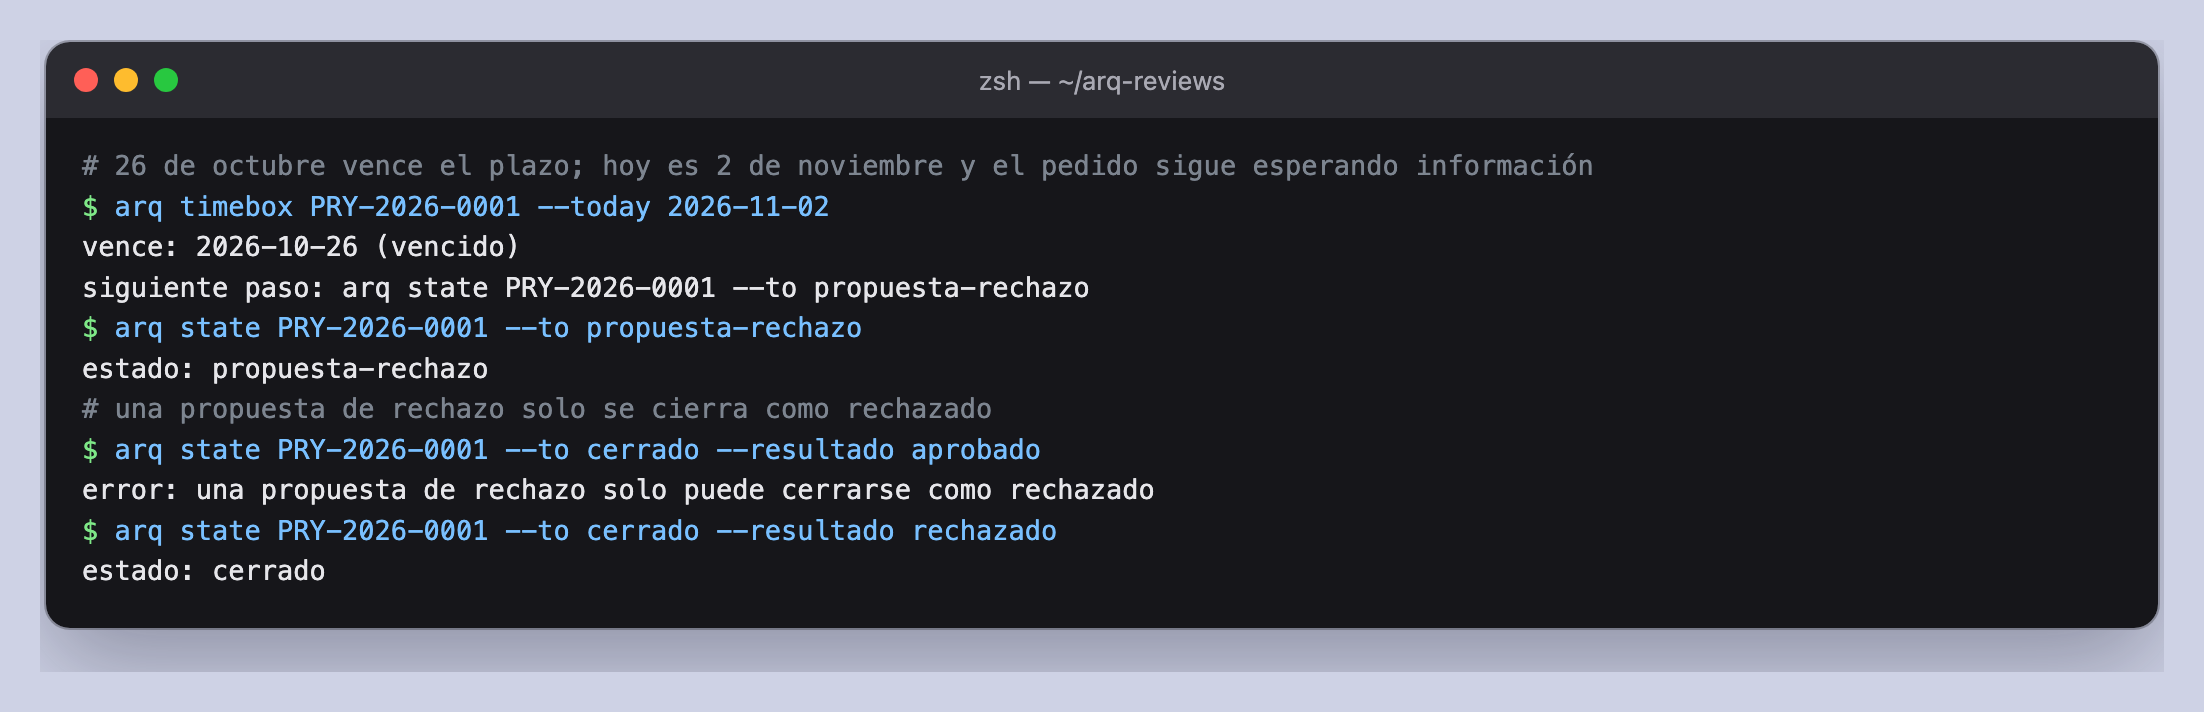 zsh — ~/arq-reviews
# 26 de octubre vence el plazo; hoy es 2 de noviembre y el pedido sigue esperando información
$ arq timebox PRY-2026-0001 --today 2026-11-02
vence: 2026-10-26 (vencido)
siguiente paso: arq state PRY-2026-0001 --to propuesta-rechazo
$ arq state PRY-2026-0001 --to propuesta-rechazo
estado: propuesta-rechazo
# una propuesta de rechazo solo se cierra como rechazado
$ arq state PRY-2026-0001 --to cerrado --resultado aprobado
error: una propuesta de rechazo solo puede cerrarse como rechazado
$ arq state PRY-2026-0001 --to cerrado --resultado rechazado
estado: cerrado